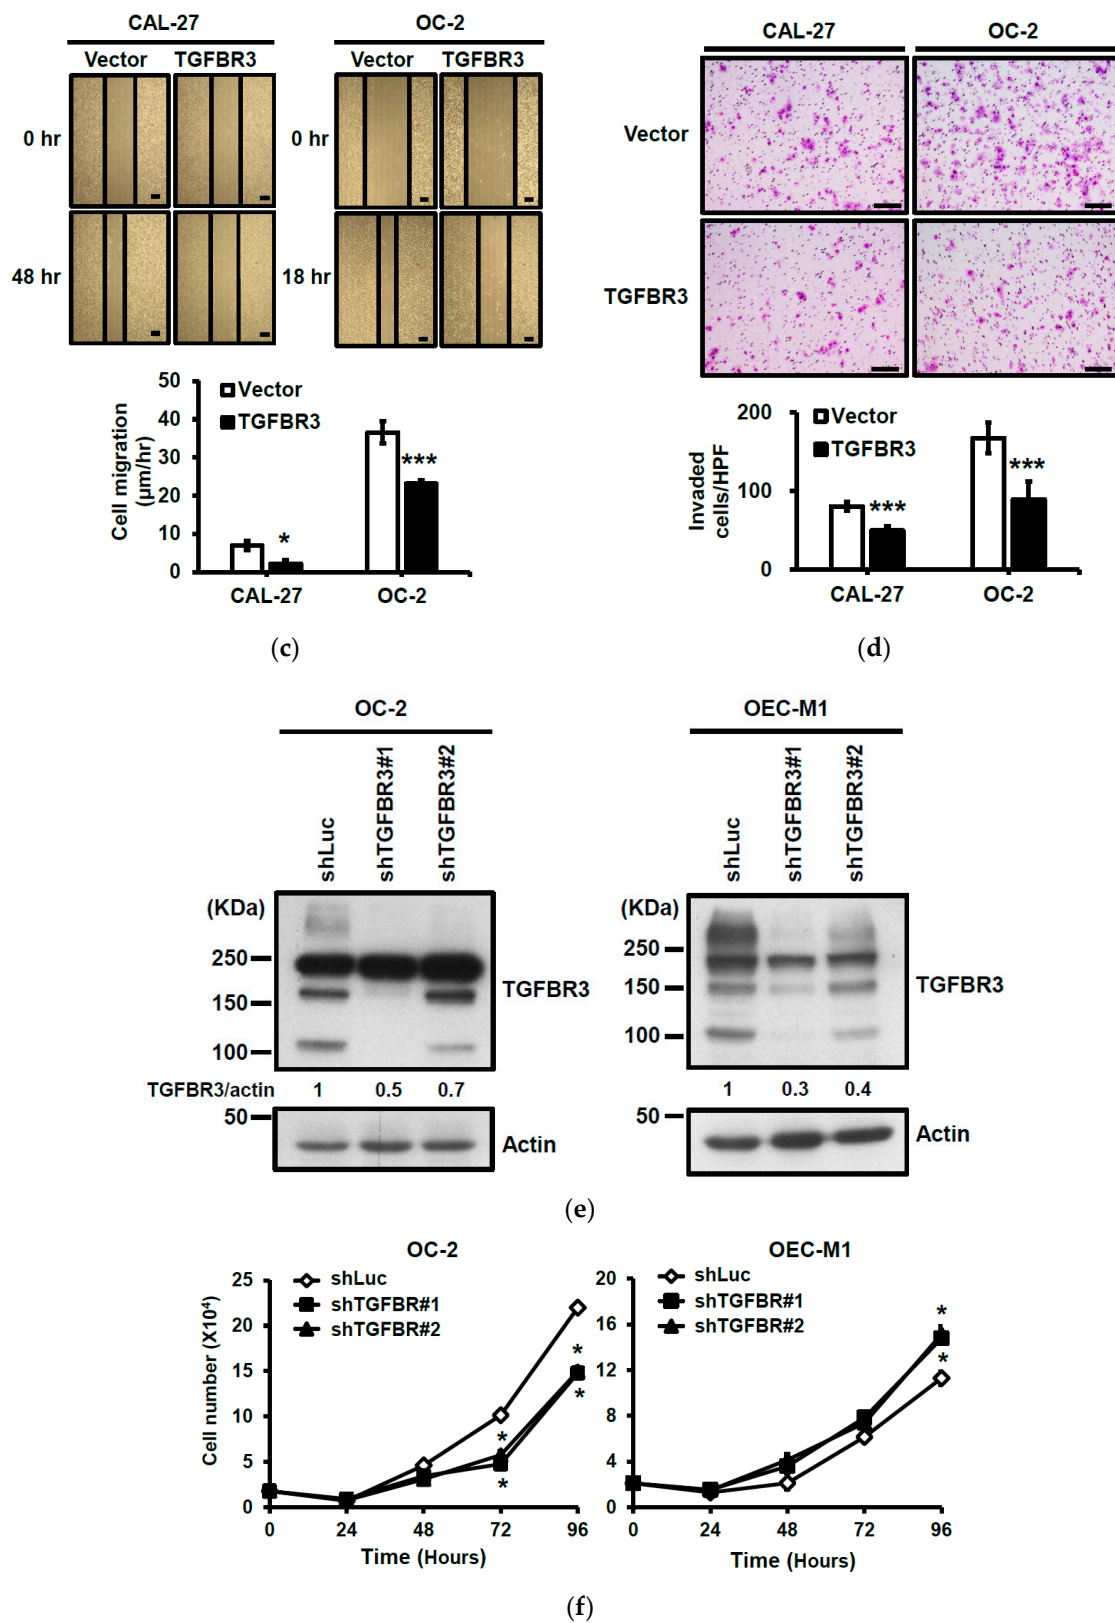 CAL-27
OC-2
Vector
TGFBR3
Vector
TGFBR3
0 hr
0 hr
48 hr
18 hr
50
40
30
20
10
0
Cell migration
(μm/hr)
Vector
TGFBR3
*
***
CAL-27
OC-2
(c)
CAL-27
OC-2
Vector
TGFBR3
200
100
0
Invaded
cells/HPF
Vector
TGFBR3
***
***
CAL-27
OC-2
(d)
OC-2
shLuc
shTGFBR3#1
shTGFBR3#2
(KDa)
250
150
100
TGFBR3
TGFBR3/actin 1 0.5 0.7
50
Actin
OEC-M1
shLuc
shTGFBR3#1
shTGFBR3#2
(KDa)
250
150
100
TGFBR3
1 0.3 0.4
50
Actin
(e)
OC-2
shLuc
shTGFBR#1
shTGFBR#2
25
20
15
10
5
0
Cell number (X10⁴)
*
*
*
*
0 24 48 72 96
Time (Hours)
OEC-M1
shLuc
shTGFBR#1
shTGFBR#2
20
16
12
8
4
0
*
*
0 24 48 72 96
Time (Hours)
(f)